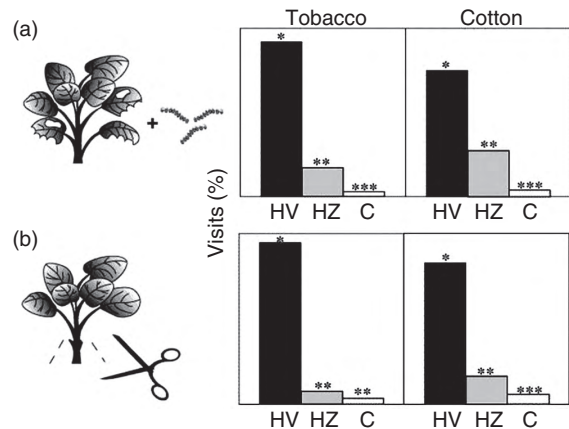 (a)
+
Tobacco
Cotton
Visits (%)
*
**
***
HV HZ C
*
**
***
HV HZ C
(b)
*
**
**
HV HZ C
*
**
***
HV HZ C